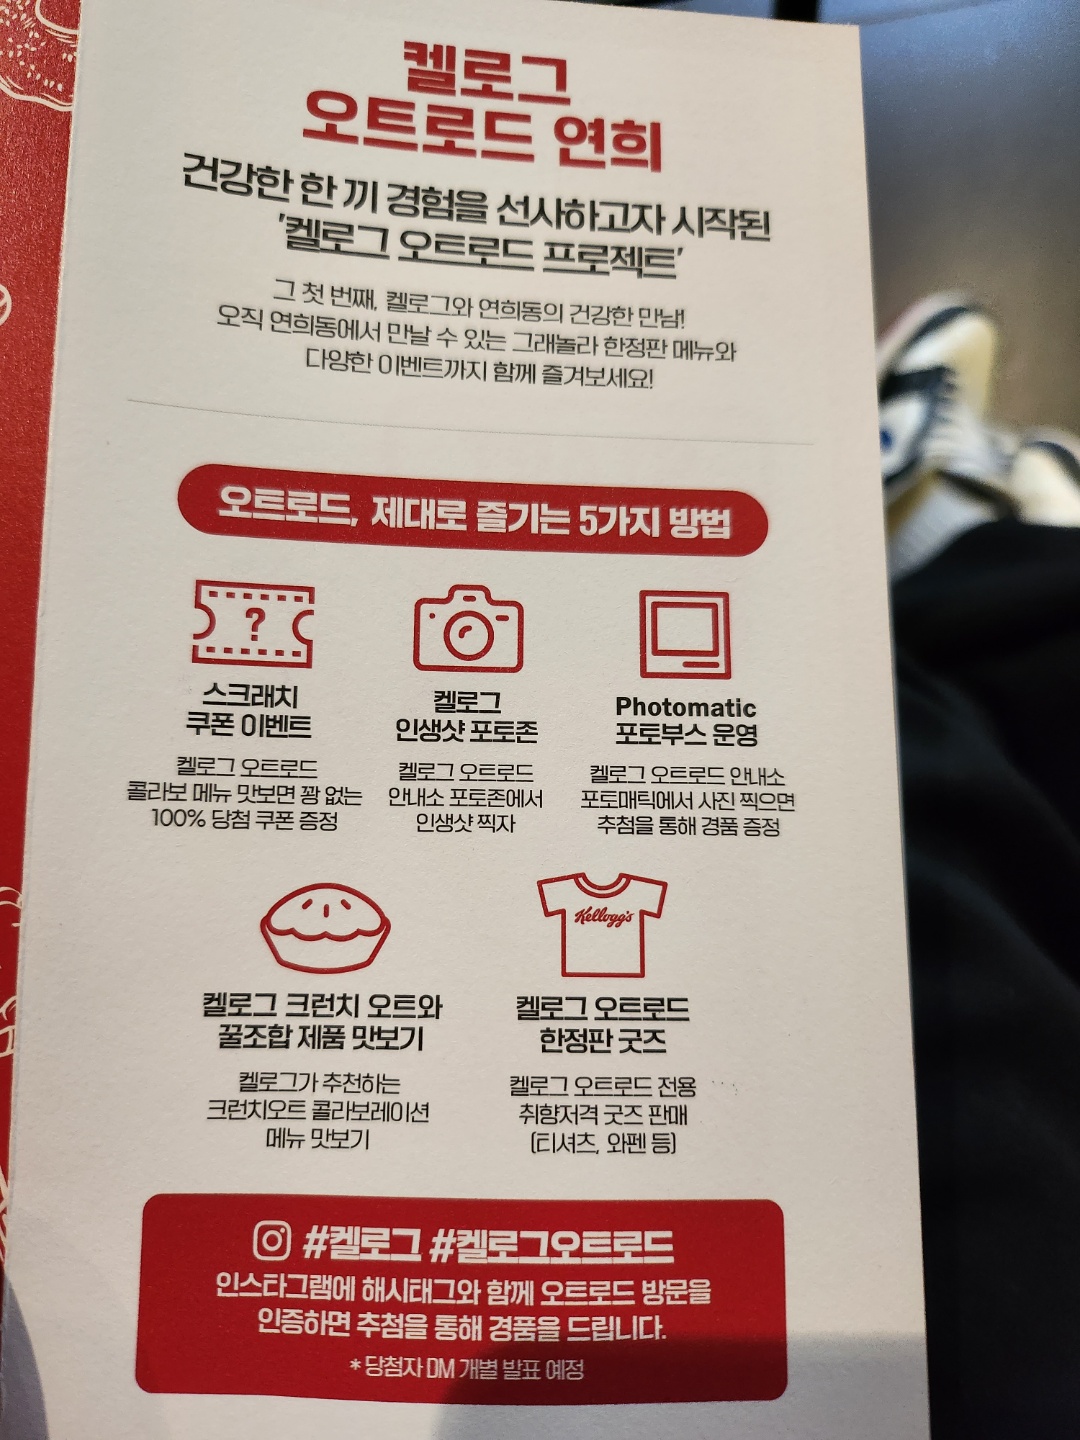 켈로그
오트로드 연희
건강한 한 끼 경험을 선사하고자 시작된
'켈로그 오트로드 프로젝트'
그 첫 번째, 켈로그와 연희동의 건강한 만남!
오직 연희동에서 만날 수 있는 그래놀라 한정판 메뉴와
다양한 이벤트까지 함께 즐겨보세요!
오트로드, 제대로 즐기는 5가지 방법
?
스크래치
쿠폰 이벤트
켈로그 오트로드
콜라보 메뉴 맛보면 꽝 없는
100% 당첨 쿠폰 증정
켈로그
인생샷 포토존
켈로그 오트로드
안내소 포토존에서
인생샷 찍자
Photomatic
포토부스 운영
켈로그 오트로드 안내소
포토매틱에서 사진 찍으면
추첨을 통해 경품 증정
켈로그 크런치 오트와
꿀조합 제품 맛보기
켈로그가 추천하는
크런치오트 콜라보레이션
메뉴 맛보기
Kellogg's
켈로그 오트로드
한정판 굿즈
켈로그 오트로드 전용
취향저격 굿즈 판매
(티셔츠, 와펜 등)
#켈로그 #켈로그오트로드
인스타그램에 해시태그와 함께 오트로드 방문을
인증하면 추첨을 통해 경품을 드립니다.
*당첨자 DM 개별 발표 예정